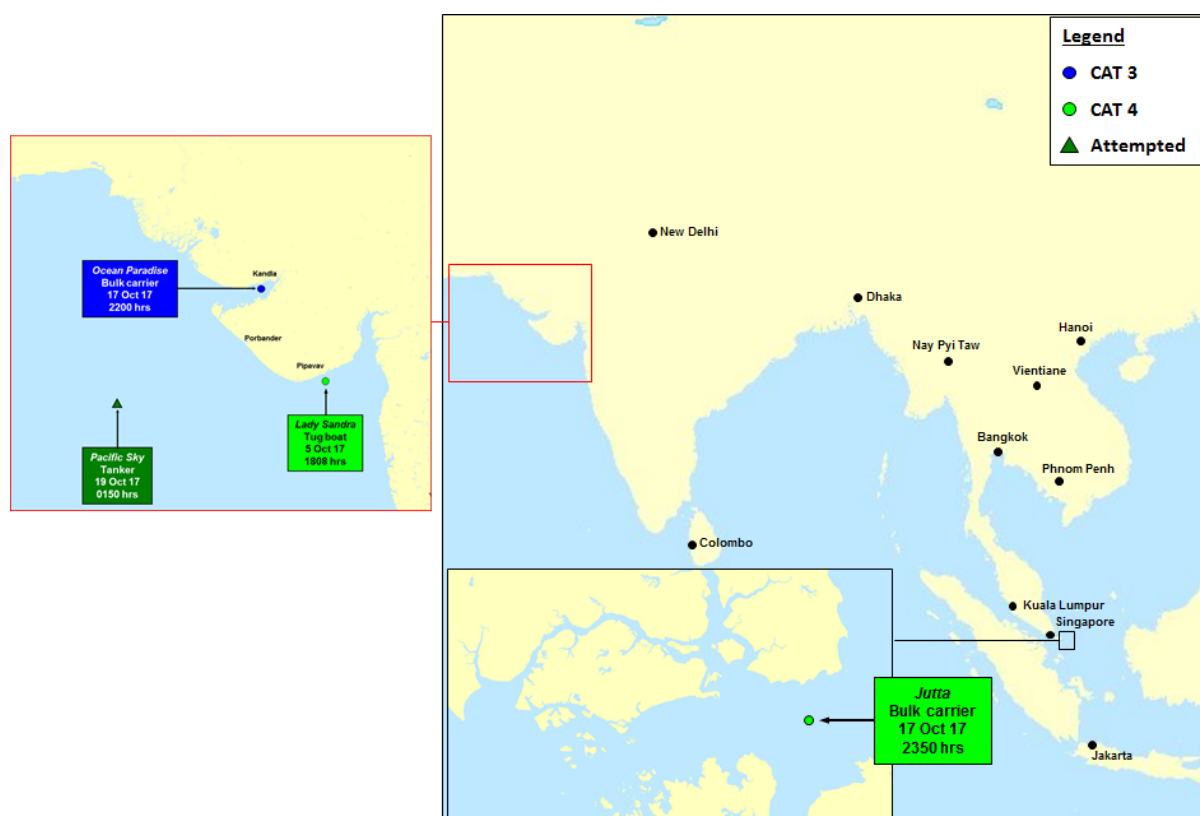 Legend
CAT 3
CAT 4
Attempted
Ocean Paradise
Bulk carrier
17 Oct 17
2200 hrs
Kandla
Porbander
Pipavav
Lady Sandra
Tug boat
5 Oct 17
1808 hrs
Pacific Sky
Tanker
19 Oct 17
0150 hrs
New Delhi
Dhaka
Hanoi
Nay Pyi Taw
Vientiane
Bangkok
Phnom Penh
Colombo
Kuala Lumpur
Singapore
Jutta
Bulk carrier
17 Oct 17
2350 hrs
Jakarta